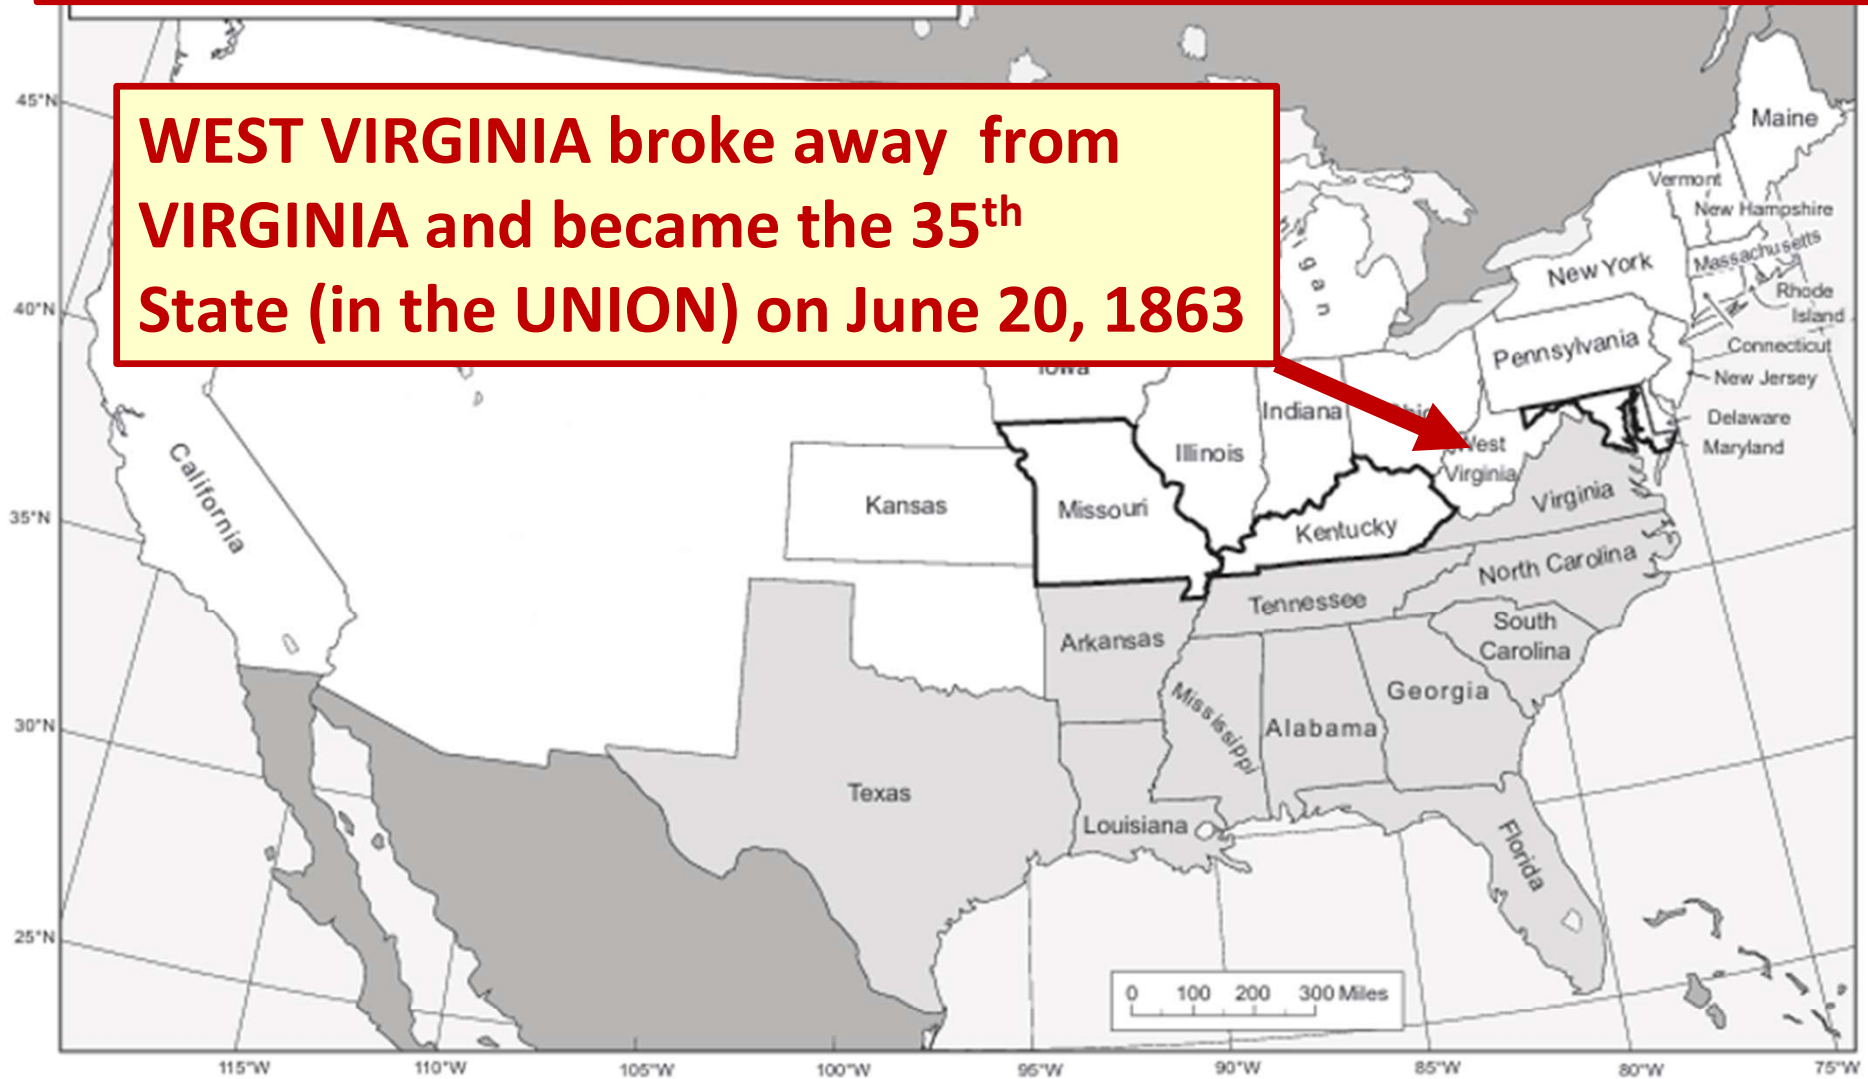 WEST VIRGINIA broke away from
VIRGINIA and became the 35th
State (in the UNION) on June 20, 1863
45°N
Maine
Vermont
New Hampshire
Massachusetts
New York
Rhode
Island
40°N
Pennsylvania
Connecticut
New Jersey
Iowa
Indiana
Delaware
Maryland
West
Virginia
Illinois
California
Kansas
Missouri
Kentucky
Virginia
35°N
North Carolina
Tennessee
South
Carolina
Arkansas
Mississippi
Georgia
Alabama
30°N
Texas
Louisiana
Florida
25°N
0 100 200 300 Miles
115°W 110°W 105°W 100°W 95°W 90°W 85°W 80°W 75°W